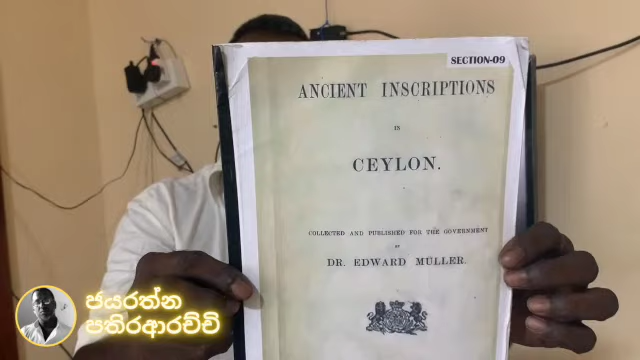 SECTION-09
ANCIENT INSCRIPTIONS
IN
CEYLON.
COLLECTED AND PUBLISHED FOR THE GOVERNMENT
BY
DR. EDWARD MÜLLER.
ජයරත්න
පතිරආරච්චි